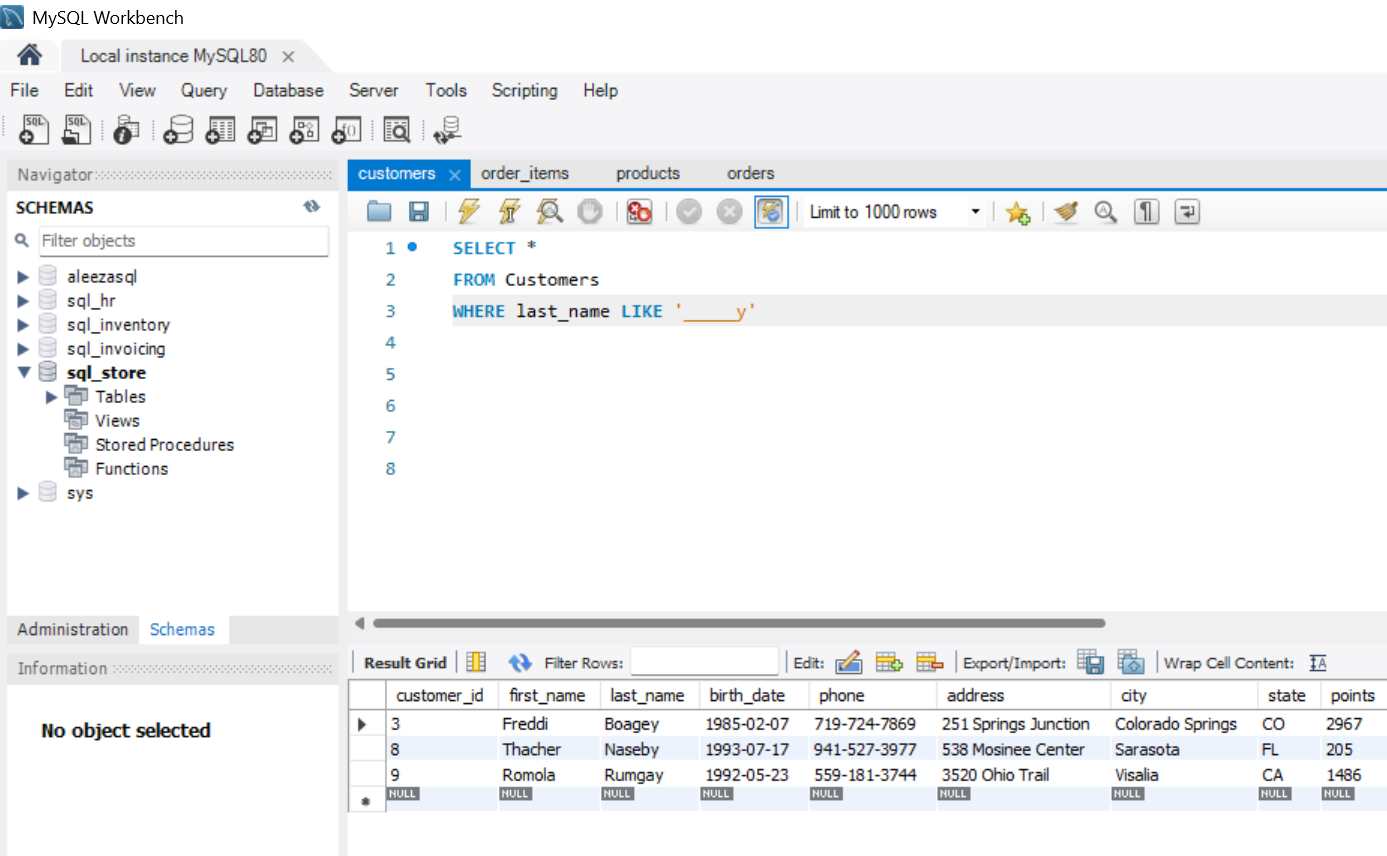 MySQL Workbench
Local instance MySQL80
File Edit View Query Database Server Tools Scripting Help
Navigator
SCHEMAS
Filter objects
aleezasql
sql_hr
sql_inventory
sql_invoicing
sql_store
Tables
Views
Stored Procedures
Functions
sys
Administration Schemas
Information
No object selected
customers order_items products orders
Limit to 1000 rows
1 SELECT *
2 FROM Customers
3 WHERE last_name LIKE '_____y'
4
5
6
7
8
Result Grid Filter Rows: Edit: Export/Import: Wrap Cell Content:
customer_id first_name last_name birth_date phone address city state points
3 Freddi Boagey 1985-02-07 719-724-7869 251 Springs Junction Colorado Springs CO 2967
8 Thacher Naseby 1993-07-17 941-527-3977 538 Mosinee Center Sarasota FL 205
9 Romola Rumgay 1992-05-23 559-181-3744 3520 Ohio Trail Visalia CA 1486
NULL NULL NULL NULL NULL NULL NULL NULL NULL